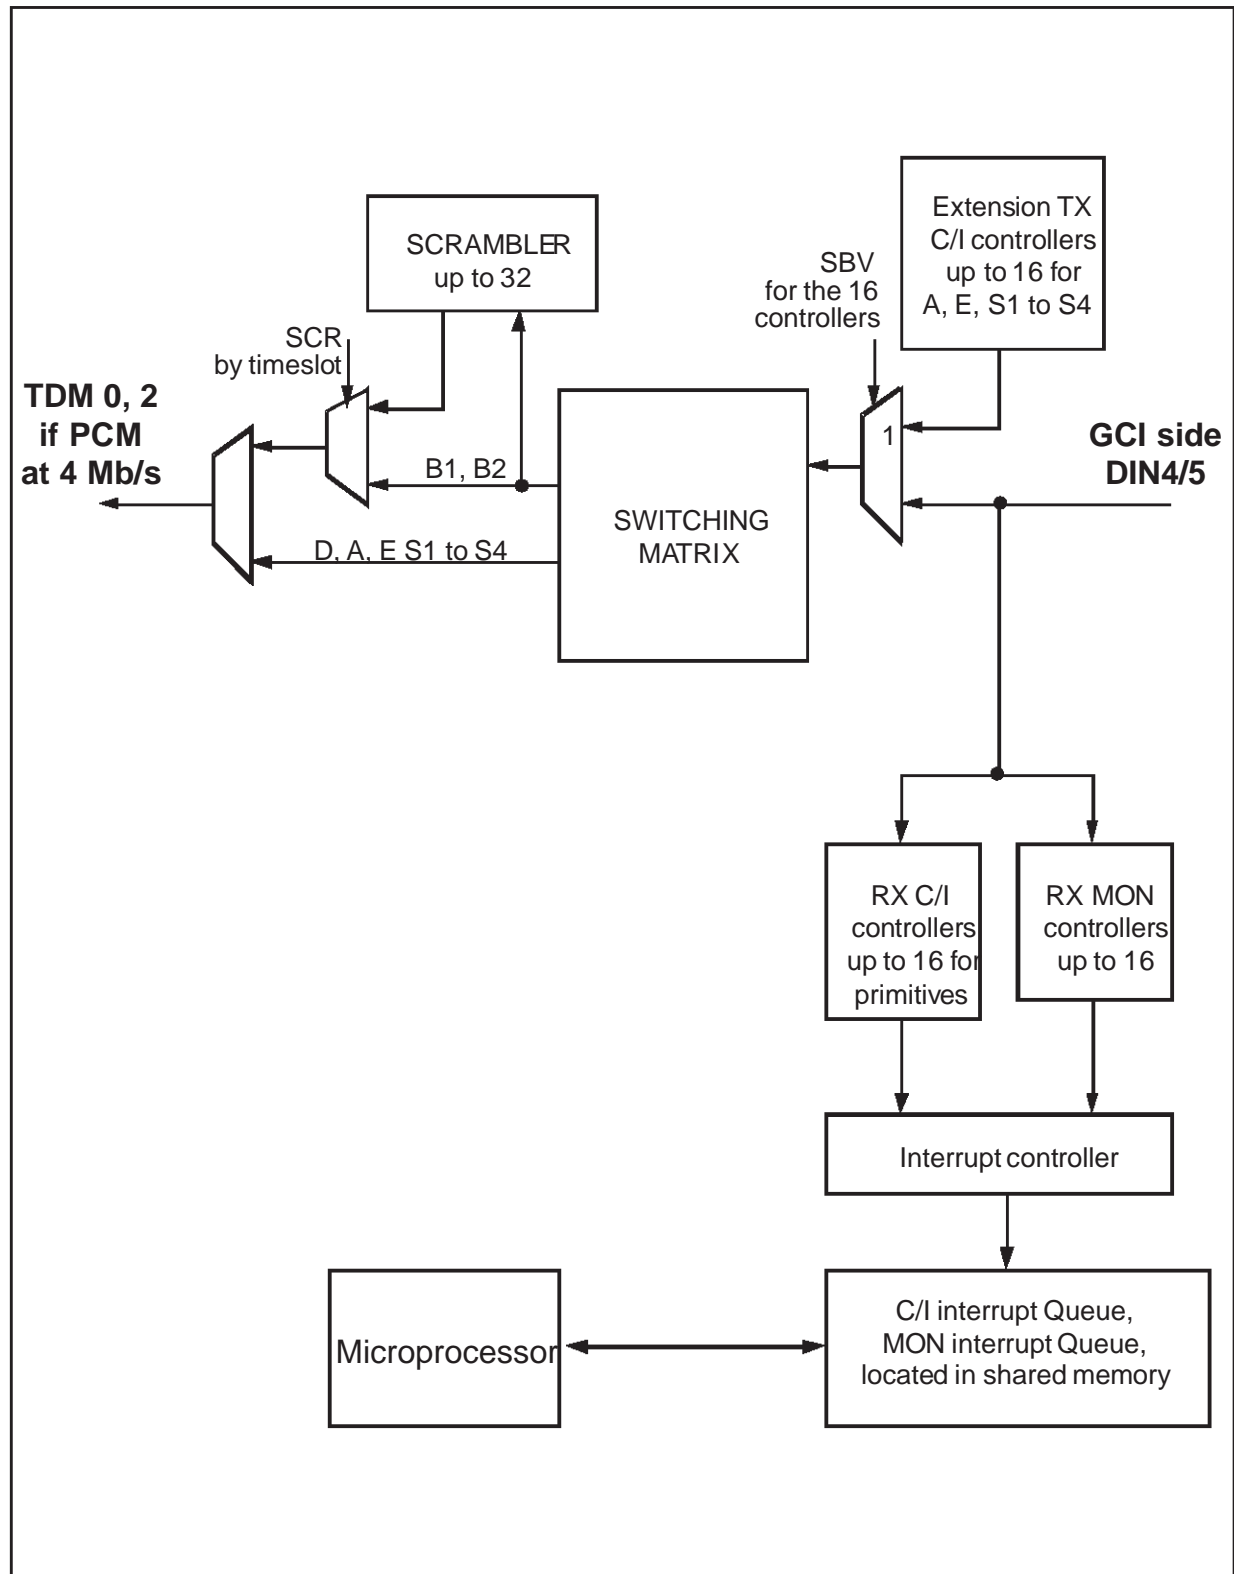 Extension TX
C/I controllers
up to 16 for
A, E, S1 to S4
SCRAMBLER
up to 32
SBV
for the 16
controllers
SCR
by timeslot
TDM 0, 2
if PCM
at 4 Mb/s
1
GCI side
DIN4/5
B1, B2
SWITCHING
MATRIX
D, A, E S1 to S4
RX C/I
controllers
up to 16 for
primitives
RX MON
controllers
up to 16
Interrupt controller
Microprocessor
C/I interrupt Queue,
MON interrupt Queue,
located in shared memory